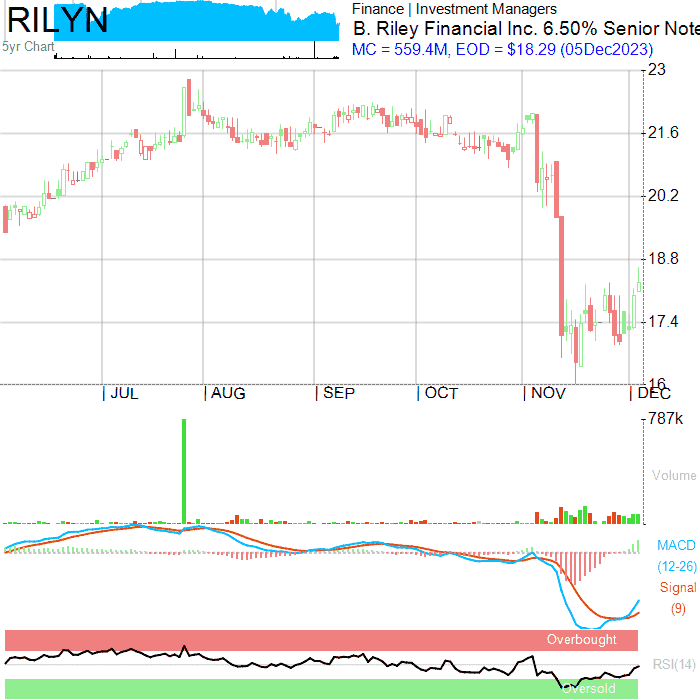 RILYN
Finance | Investment Managers
B. Riley Financial Inc. 6.50% Senior Note
5yr Chart
MC = 559.4M, EOD = $18.29 (05Dec2023)
23
21.6
20.2
18.8
17.4
16
| JUL | AUG | SEP | OCT | NOV | DEC
787k
Volume
MACD
(12-26)
Signal
(9)
Overbought
RSI(14)
Oversold